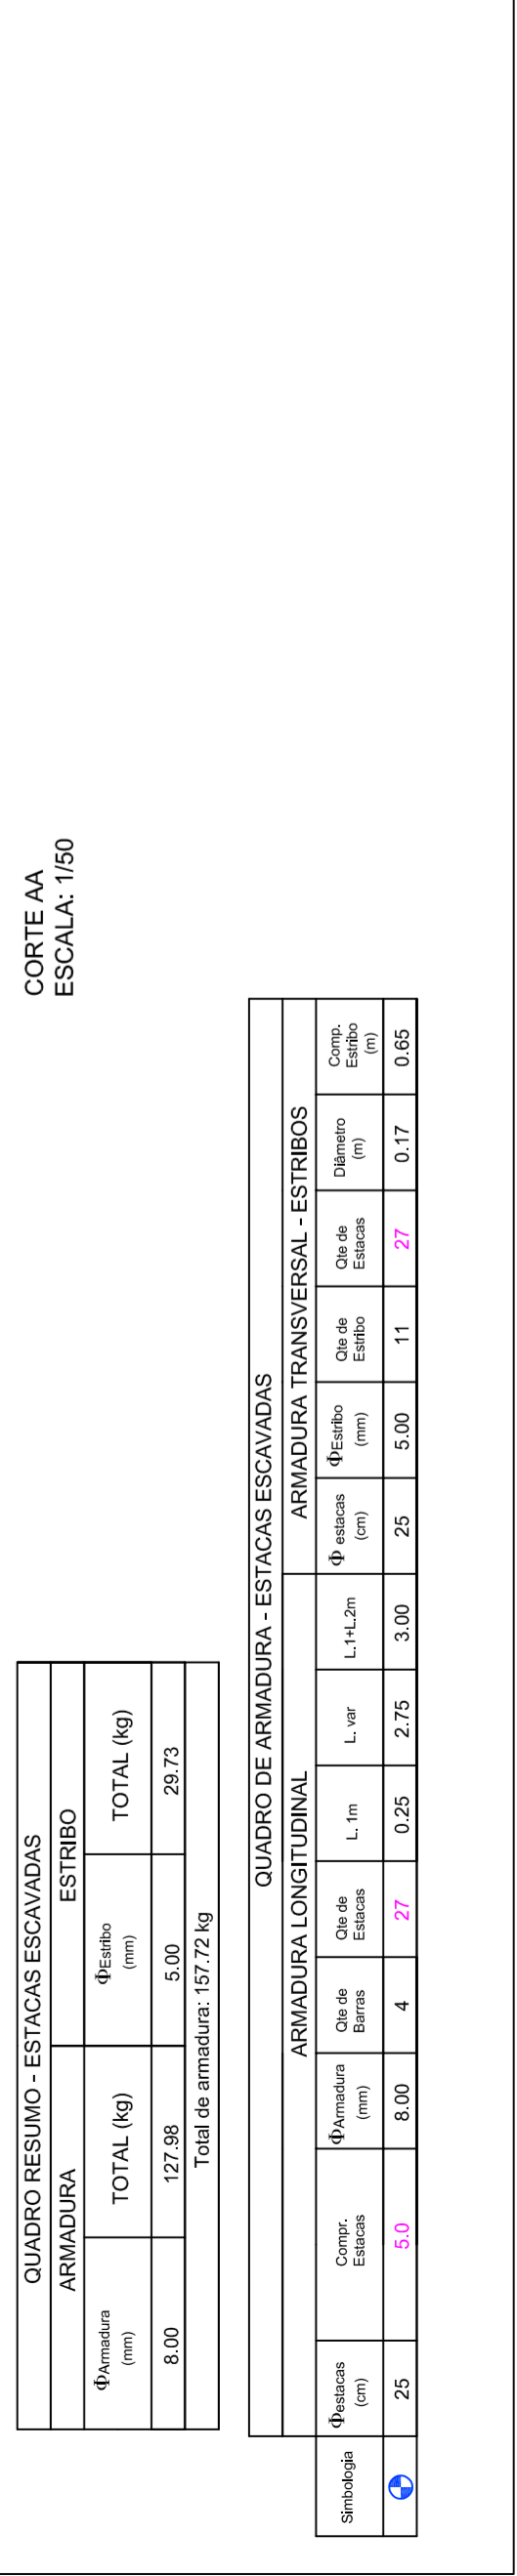 CORTE AA
ESCALA: 1/50
QUADRO RESUMO - ESTACAS ESCAVADAS
ARMADURA ESTRIBO
ΦArmadura (mm) TOTAL (kg) ΦEstribo (mm) TOTAL (kg)
8.00 127.98 5.00 29.73
Total de armadura: 157.72 kg
QUADRO DE ARMADURA - ESTACAS ESCAVADAS
ARMADURA LONGITUDINAL ARMADURA TRANSVERSAL - ESTRIBOS
Simbologia Φestacas (cm) Compr. Estacas ΦArmadura (mm) Qte de Barras Qte de Estacas L. 1m L. var L.1+L.2m Φ estacas (cm) ΦEstribo (mm) Qte de Estribo Qte de Estacas Diâmetro (m) Comp. Estribo (m)
25 5.0 8.00 4 27 0.25 2.75 3.00 25 5.00 11 27 0.17 0.65